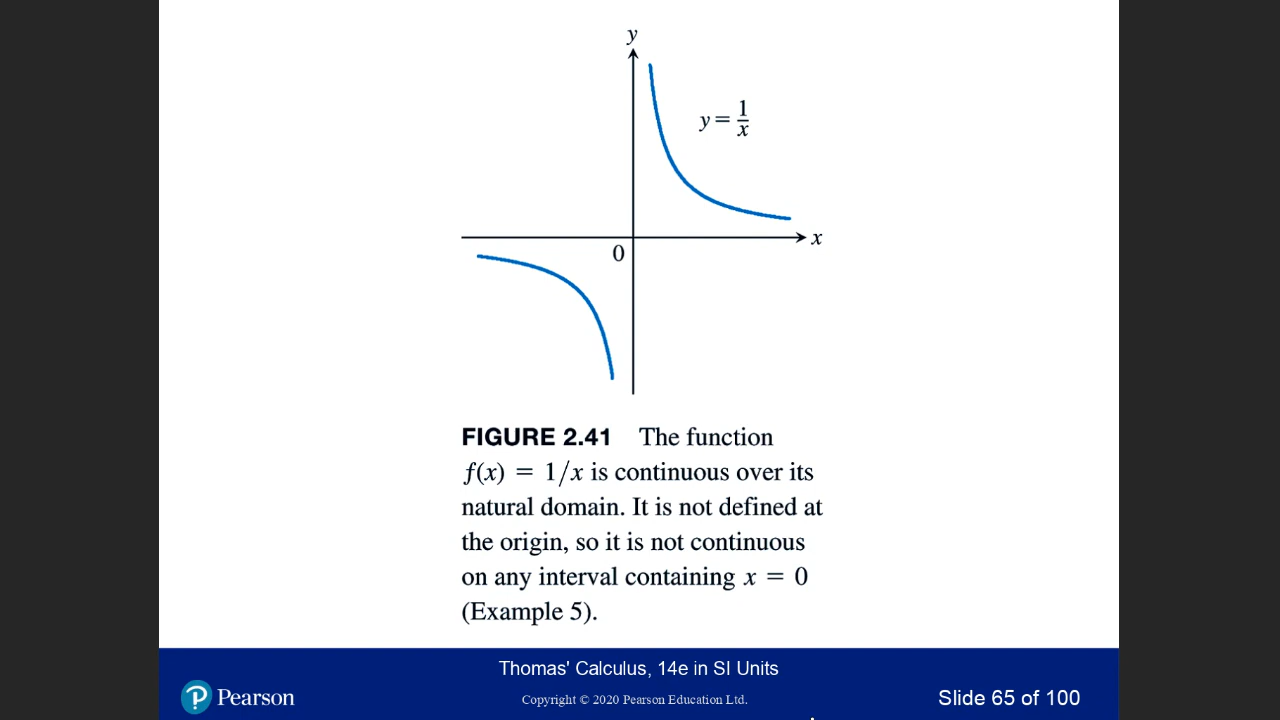 y
y = 1/x
x
0
FIGURE 2.41 The function
f(x) = 1/x is continuous over its
natural domain. It is not defined at
the origin, so it is not continuous
on any interval containing x = 0
(Example 5).
Thomas' Calculus, 14e in SI Units
Pearson
Copyright © 2020 Pearson Education Ltd.
Slide 65 of 100